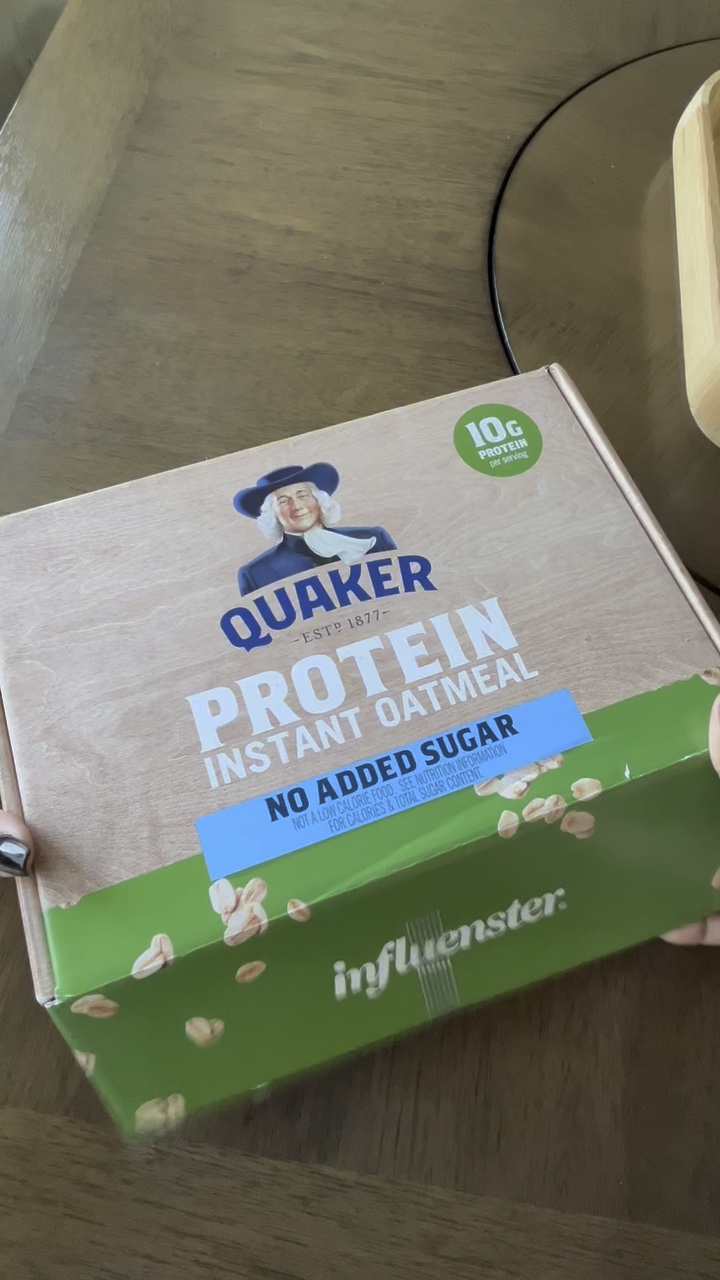 10G
PROTEIN
per serving
QUAKER
-ESTD 1877-
PROTEIN
INSTANT OATMEAL
NO ADDED SUGAR
NOT A LOW CALORIE FOOD. SEE NUTRITION INFORMATION
FOR CALORIES & TOTAL SUGAR CONTENT.
influenster.